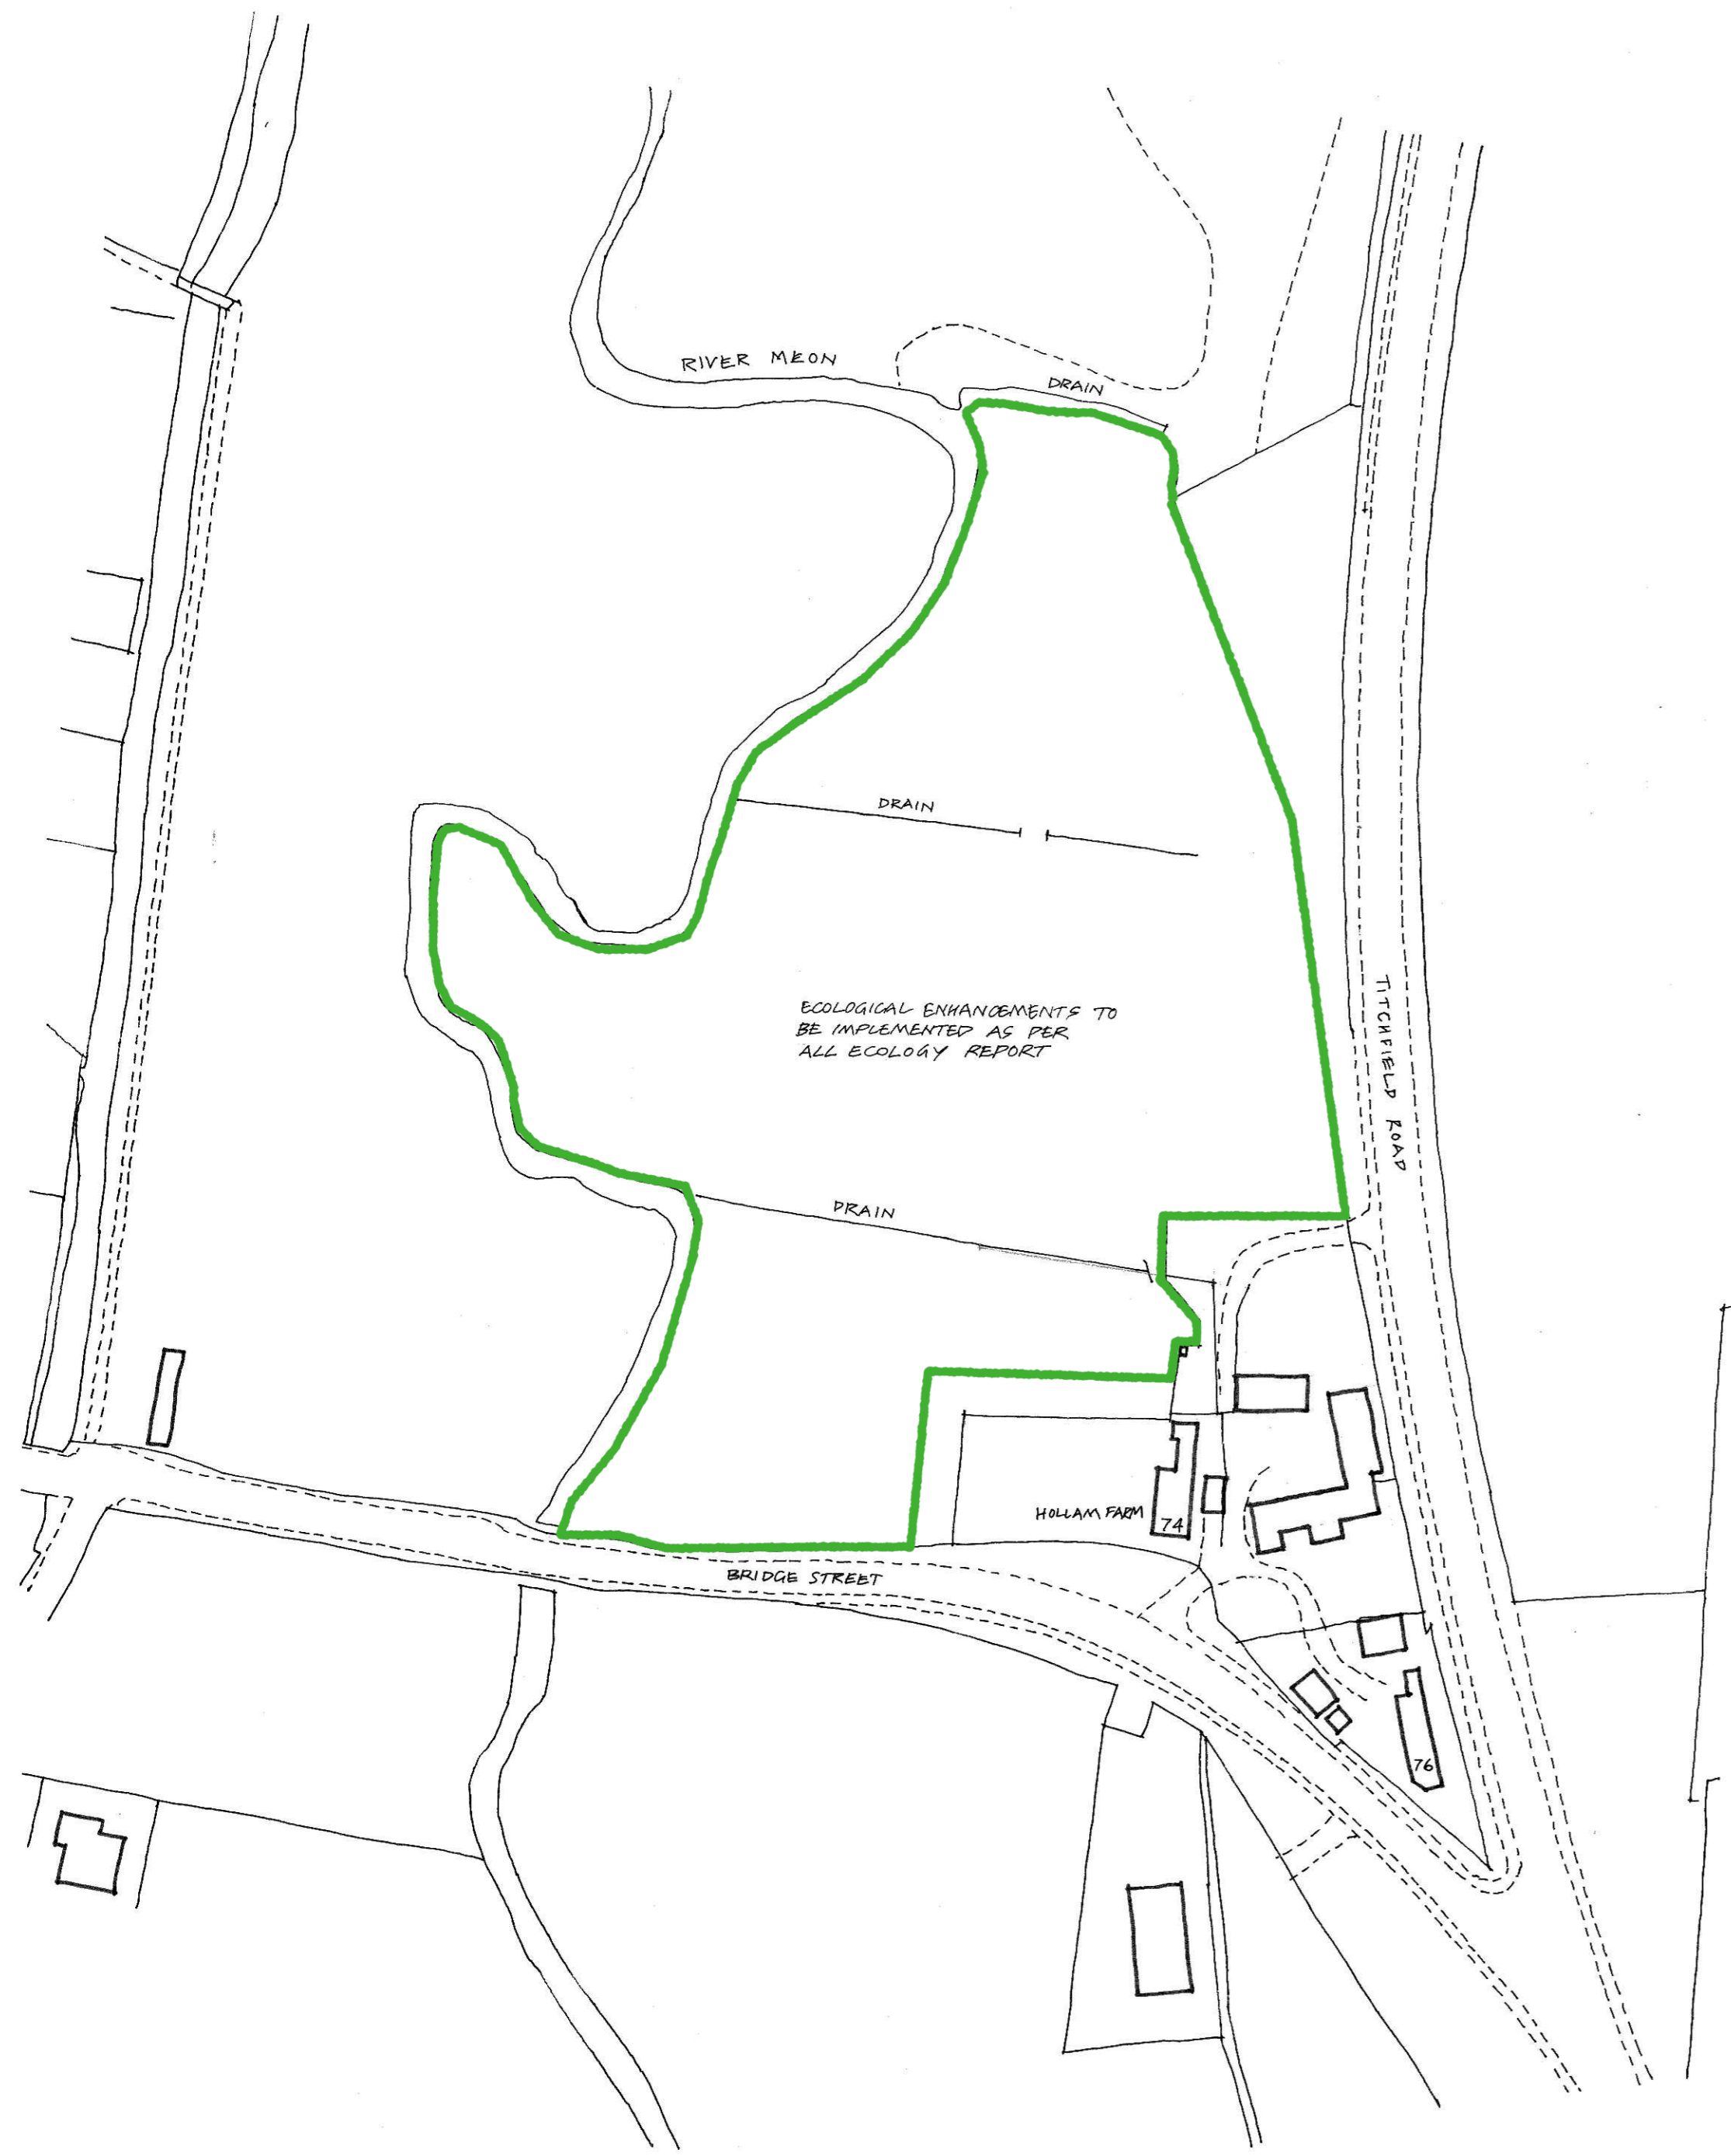 RIVER MEON
DRAIN
DRAIN
ECOLOGICAL ENHANCEMENTS TO
BE IMPLEMENTED AS PER
ALL ECOLOGY REPORT
TITCHFIELD ROAD
DRAIN
HOLLAM FARM
74
BRIDGE STREET
76